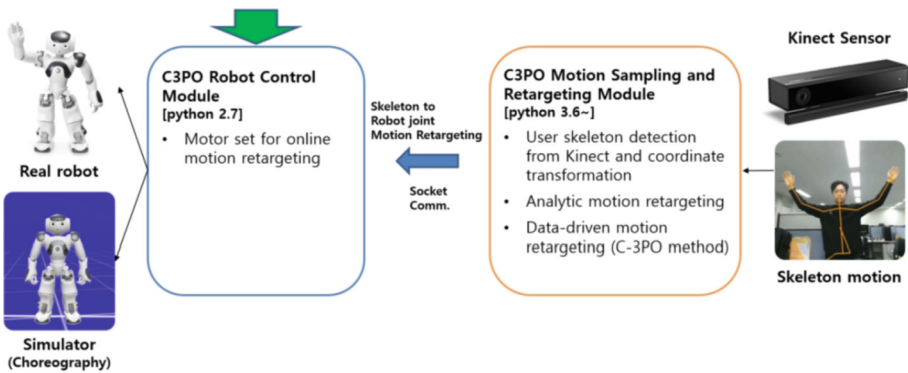 Real robot
Simulator
(Choreography)
C3PO Robot Control
Module
[python 2.7]
• Motor set for online
motion retargeting
Skeleton to
Robot joint
Motion Retargeting
Socket
Comm.
C3PO Motion Sampling and
Retargeting Module
[python 3.6~]
• User skeleton detection
from Kinect and coordinate
transformation
• Analytic motion retargeting
• Data-driven motion
retargeting (C-3PO method)
Kinect Sensor
Skeleton motion